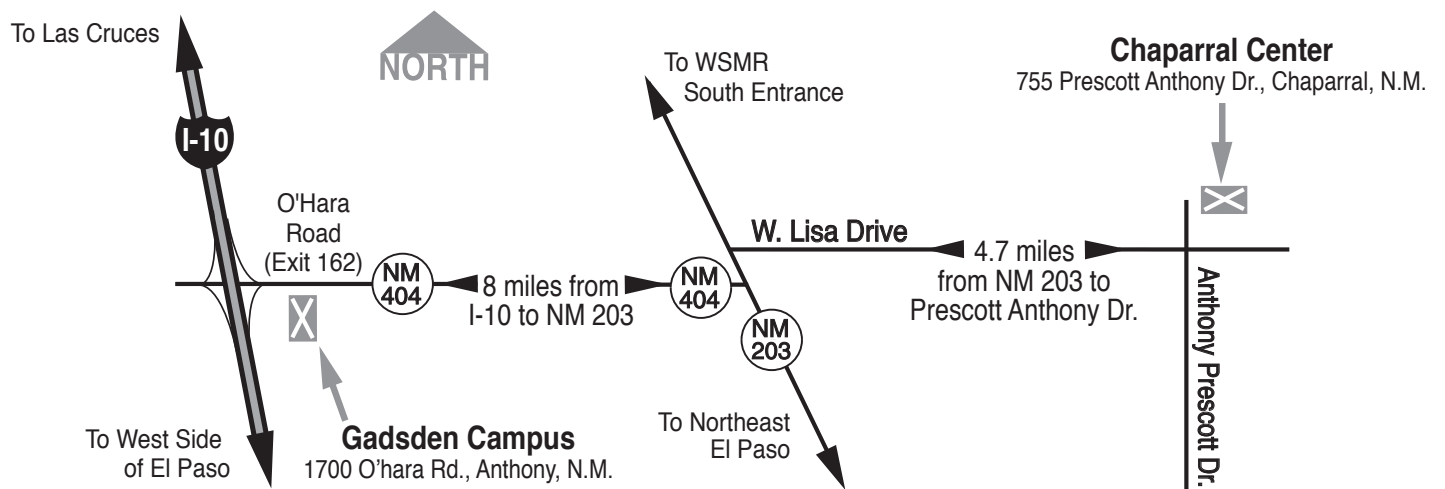 To Las Cruces
NORTH
I-10
O'Hara
Road
(Exit 162)
NM
404
8 miles from
I-10 to NM 203
NM
404
To WSMR
South Entrance
W. Lisa Drive
4.7 miles
from NM 203 to
Prescott Anthony Dr.
Chaparral Center
755 Prescott Anthony Dr., Chaparral, N.M.
NM
203
To Northeast
El Paso
Anthony Prescott Dr.
To West Side
of El Paso
Gadsden Campus
1700 O’hara Rd., Anthony, N.M.